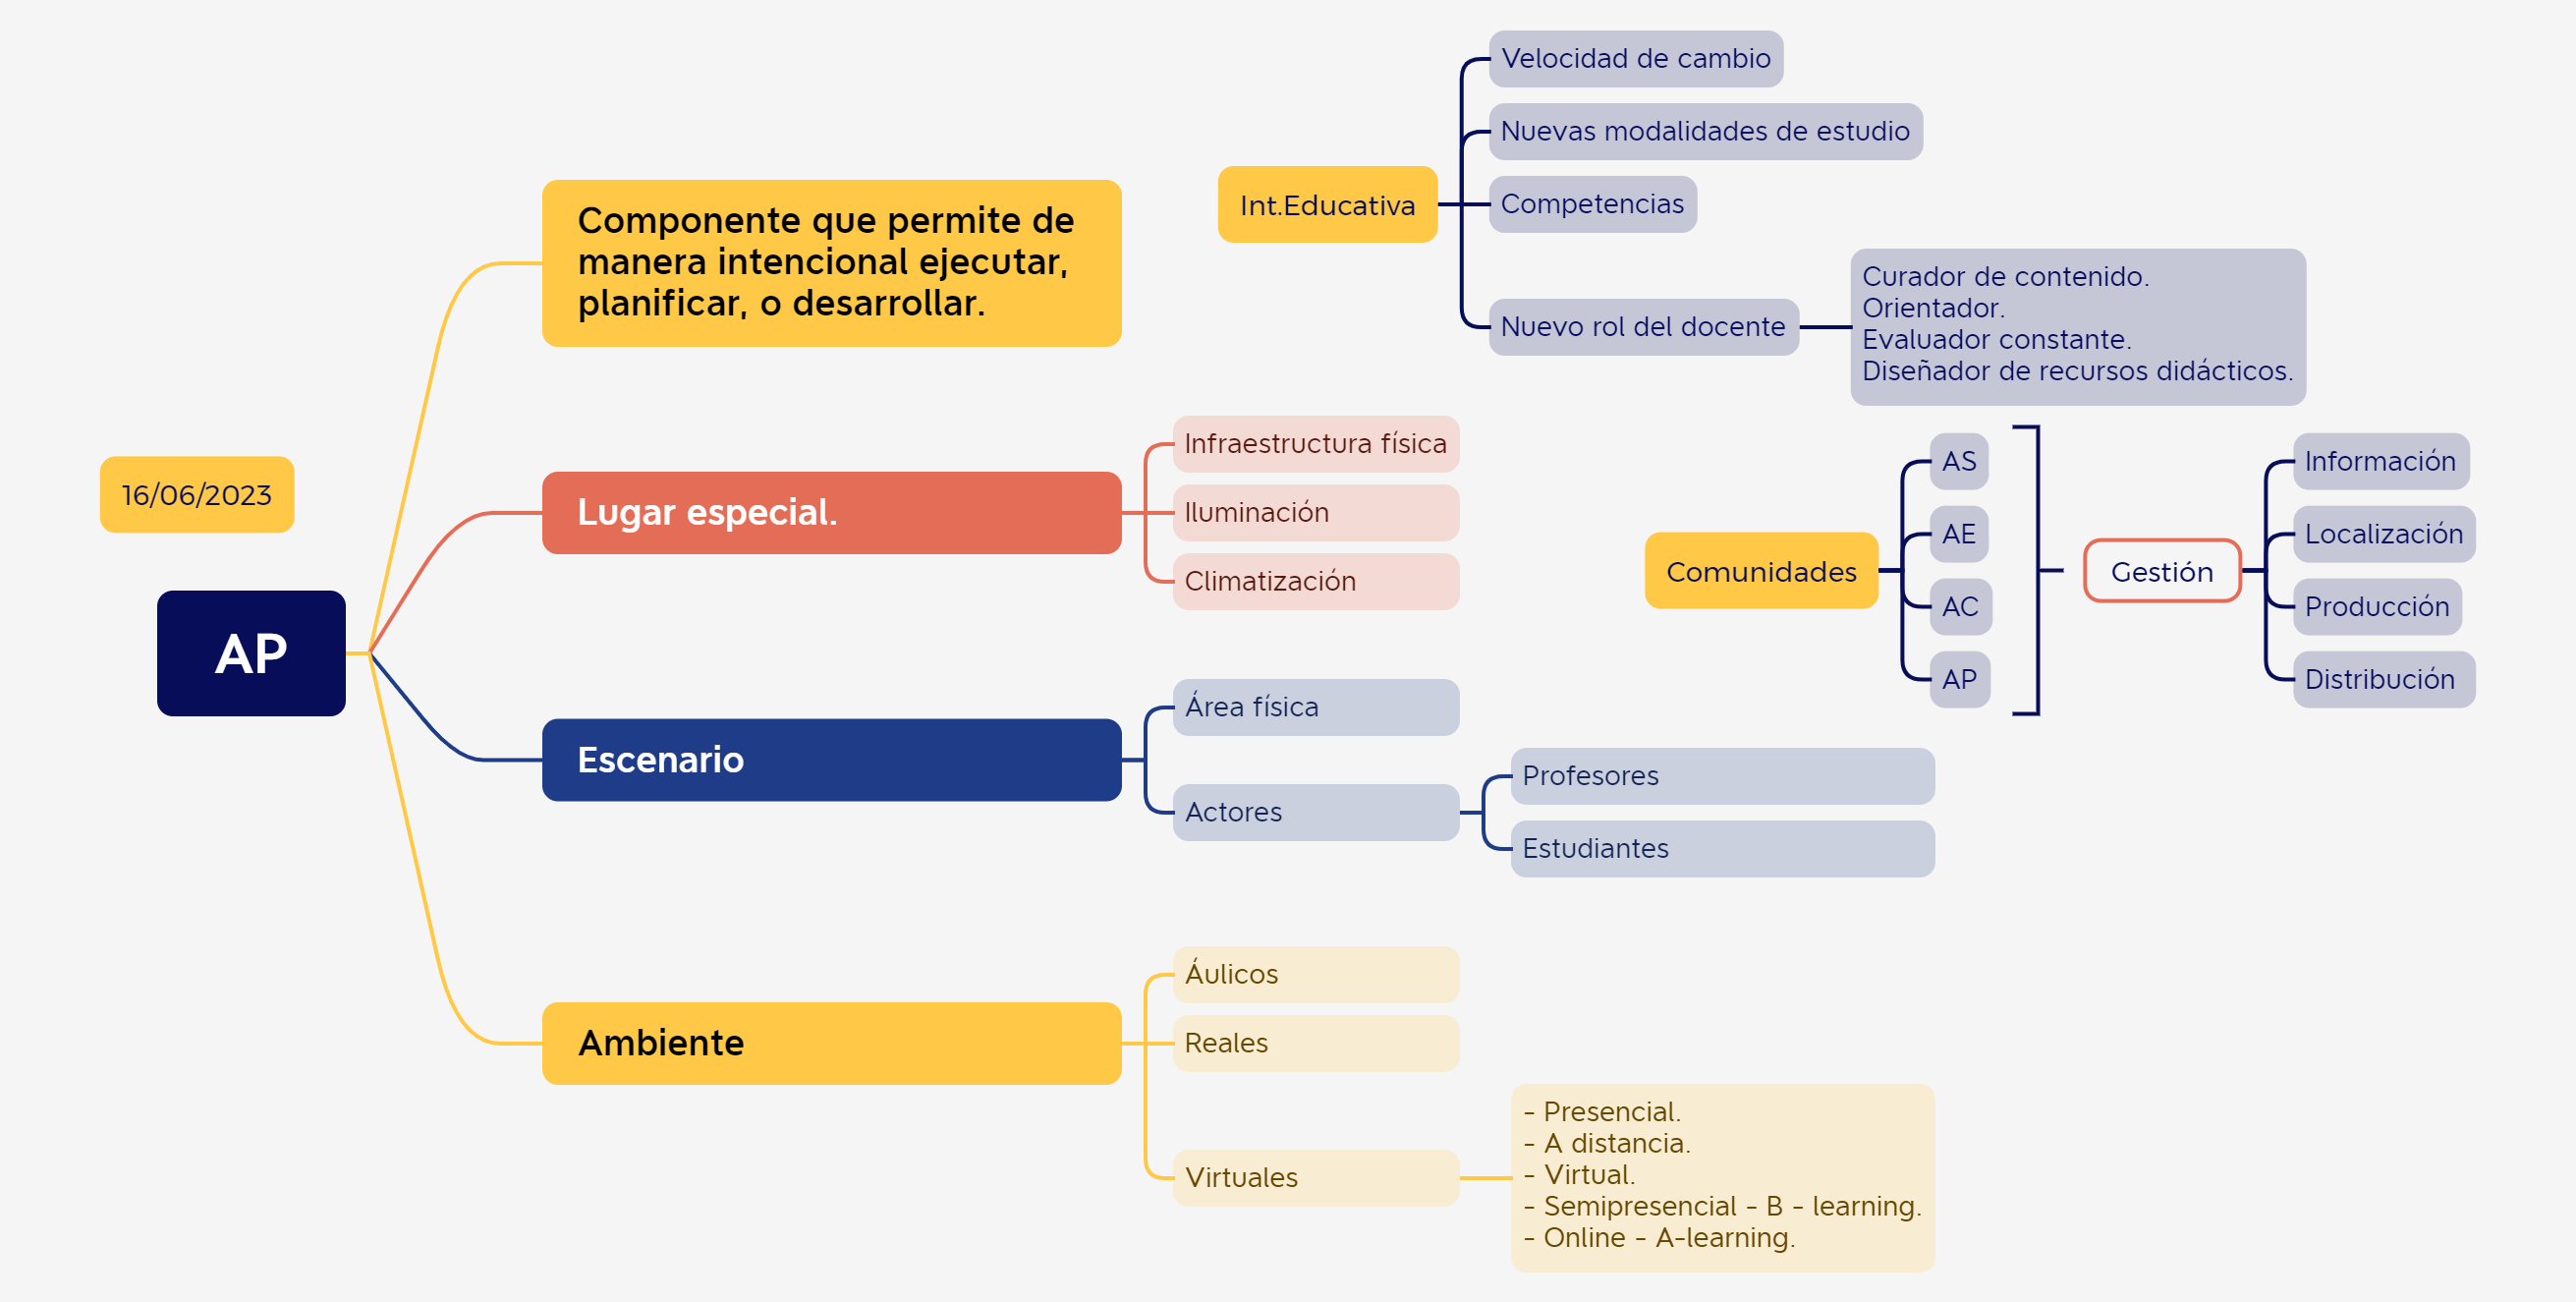 16/06/2023
AP
Componente que permite de
manera intencional ejecutar,
planificar, o desarrollar.
Lugar especial.
Infraestructura física
Iluminación
Climatización
Escenario
Área física
Actores
Profesores
Estudiantes
Ambiente
Áulicos
Reales
Virtuales
- Presencial.
- A distancia.
- Virtual.
- Semipresencial - B - learning.
- Online - A-learning.
Int.Educativa
Velocidad de cambio
Nuevas modalidades de estudio
Competencias
Nuevo rol del docente
Curador de contenido.
Orientador.
Evaluador constante.
Diseñador de recursos didácticos.
Comunidades
AS
AE
AC
AP
Gestión
Información
Localización
Producción
Distribución